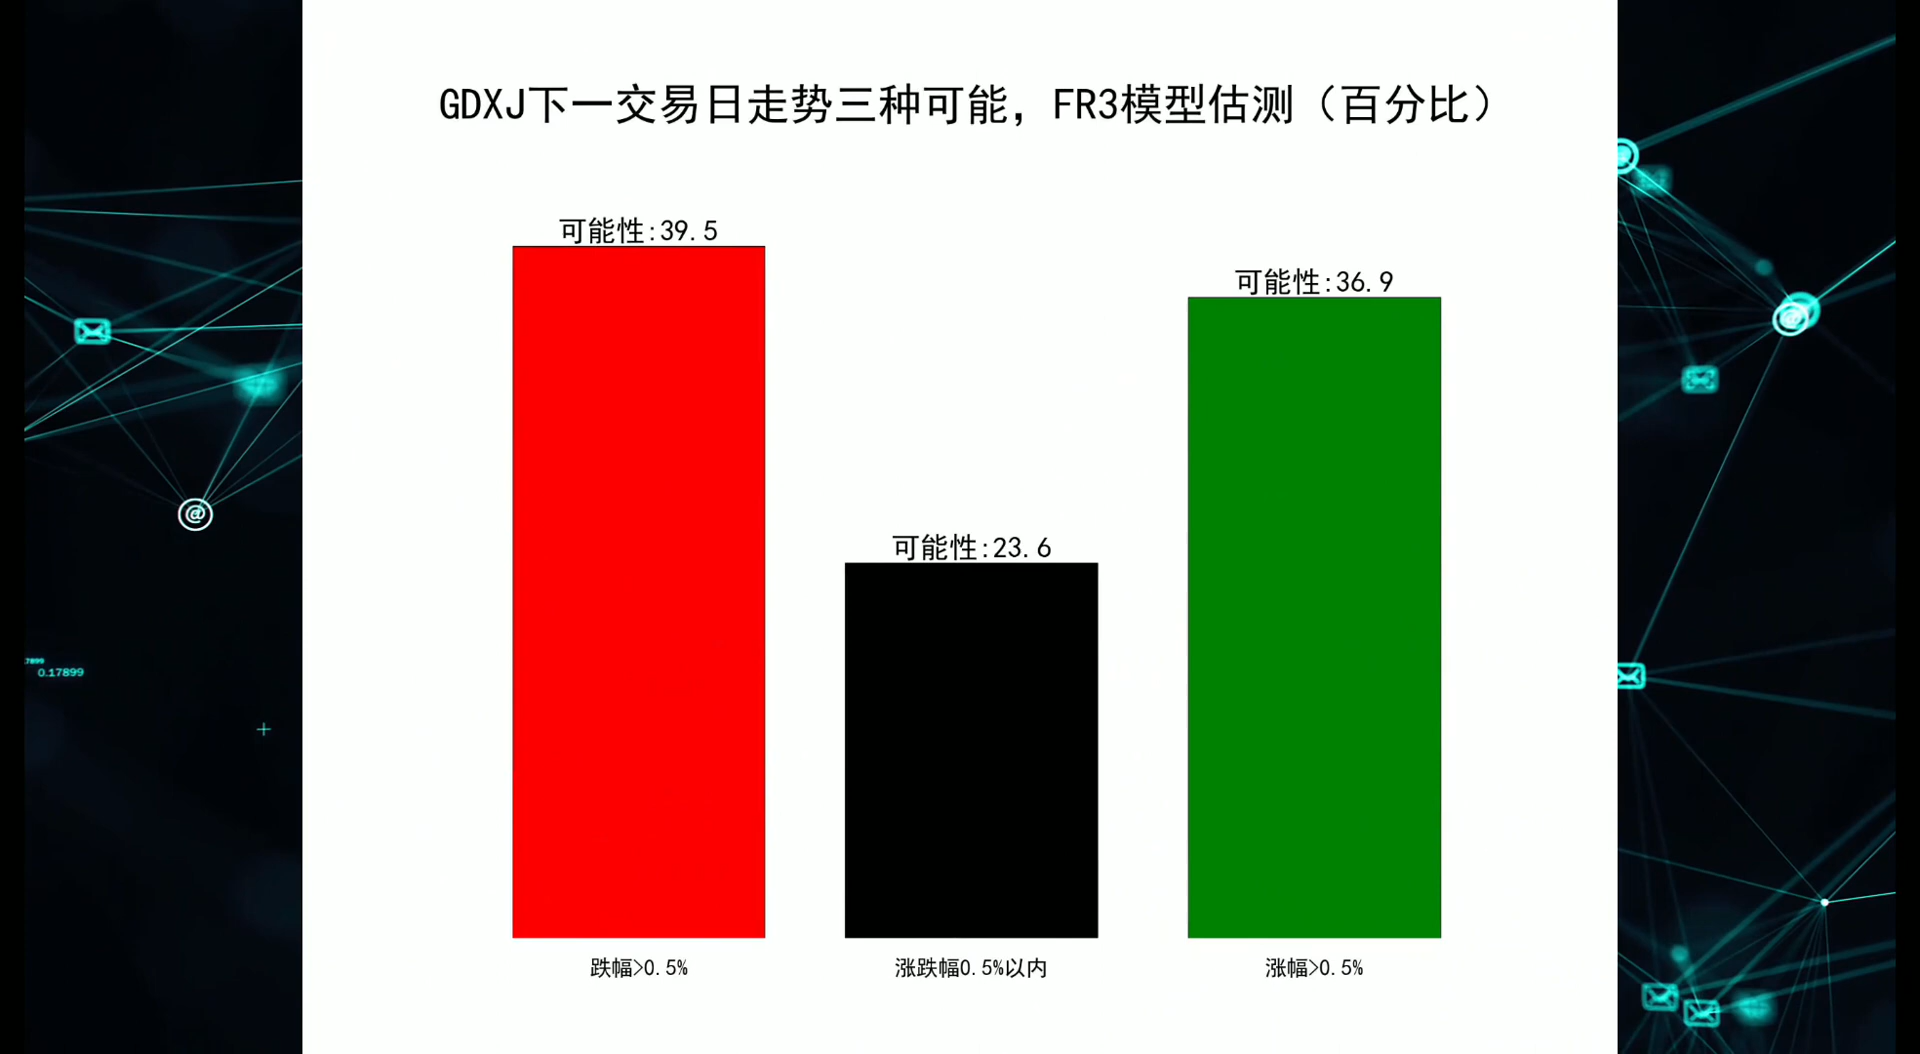 GDXJ下一交易日走势三种可能，FR3模型估测（百分比）
可能性:39.5
可能性:36.9
可能性:23.6
0.17899
跌幅>0.5%
涨跌幅0.5%以内
涨幅>0.5%